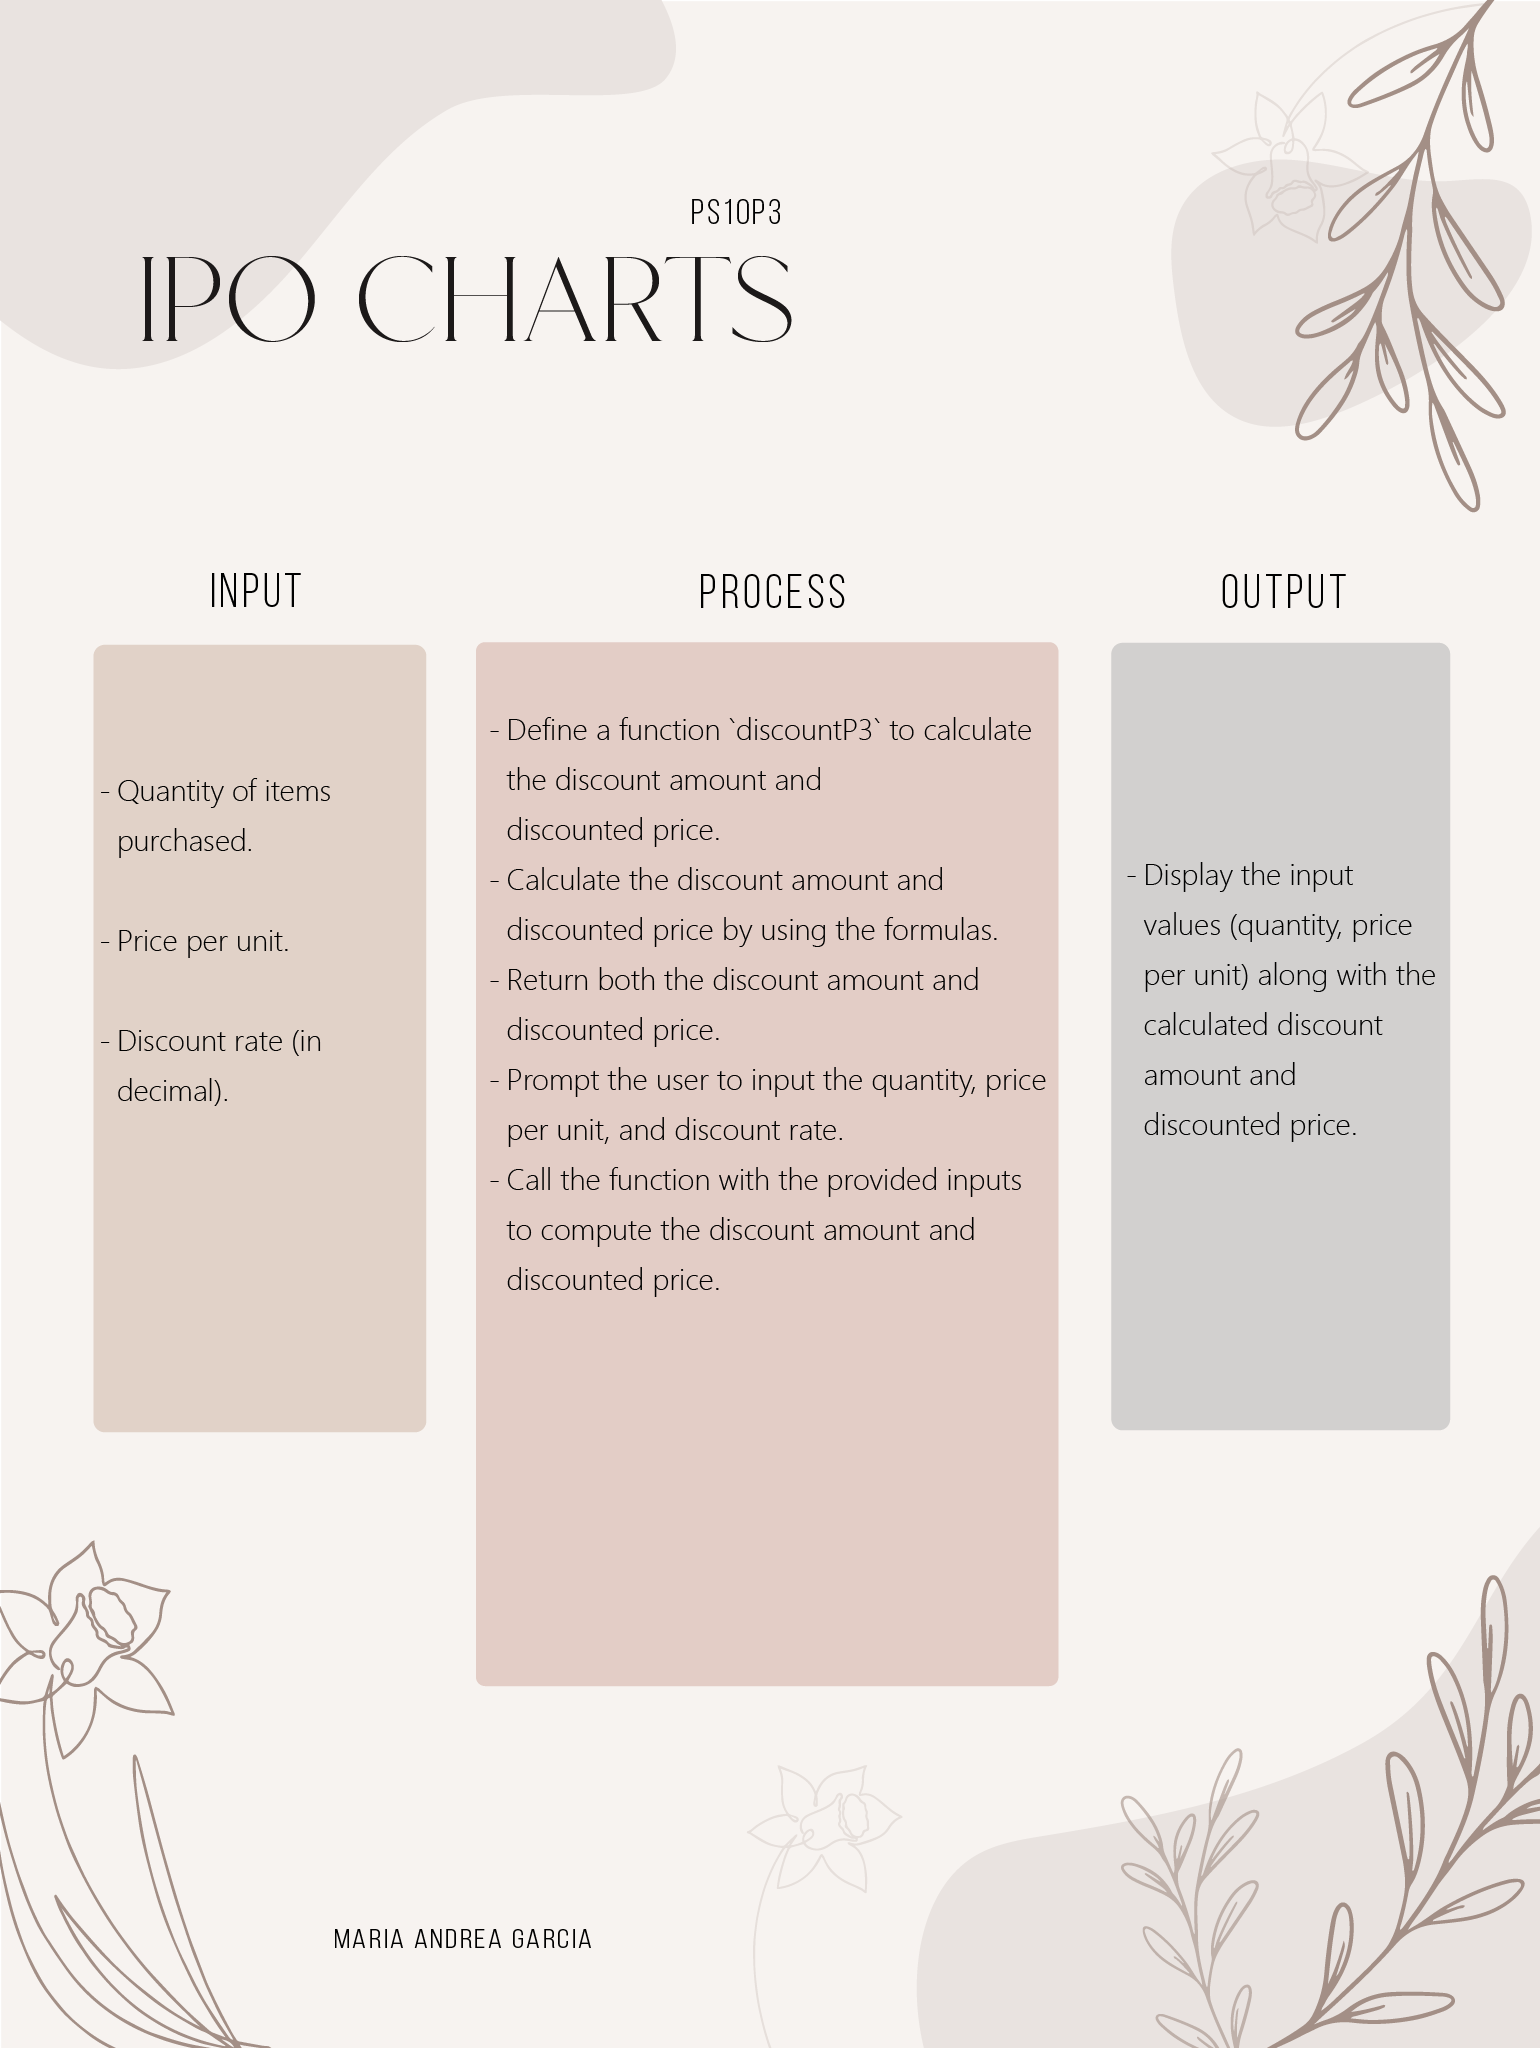 PS10P3
IPO CHARTS
INPUT
- Quantity of items
purchased.
- Price per unit.
- Discount rate (in
decimal).
PROCESS
- Define a function `discountP3` to calculate
the discount amount and
discounted price.
- Calculate the discount amount and
discounted price by using the formulas.
- Return both the discount amount and
discounted price.
- Prompt the user to input the quantity, price
per unit, and discount rate.
- Call the function with the provided inputs
to compute the discount amount and
discounted price.
OUTPUT
- Display the input
values (quantity, price
per unit) along with the
calculated discount
amount and
discounted price.
MARIA ANDREA GARCIA